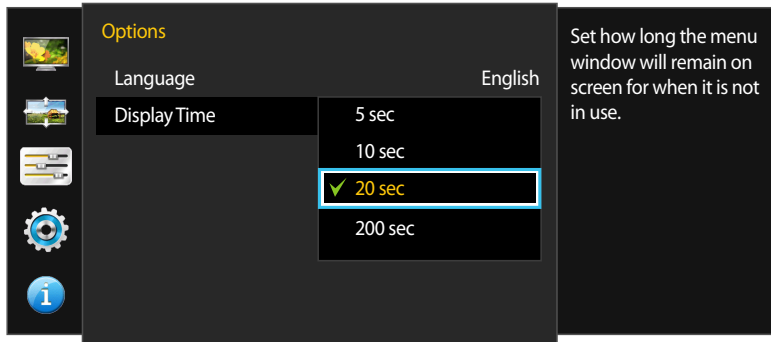 Options
Language English
Display Time 5 sec
10 sec
20 sec
200 sec
Set how long the menu
window will remain on
screen for when it is not
in use.